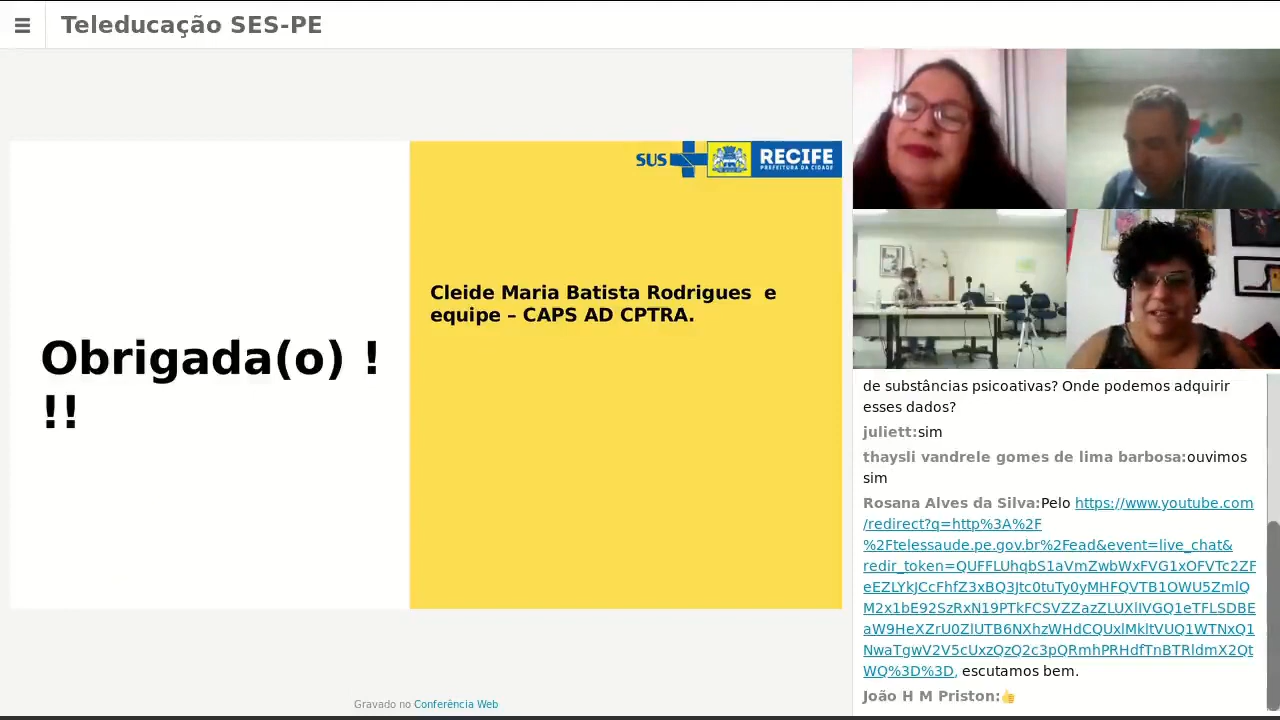 Teleducação SES-PE
SUS
RECIFE
PREFEITURA DA CIDADE
Obrigada(o) !
!!
Cleide Maria Batista Rodrigues  e
equipe – CAPS AD CPTRA.
de substâncias psicoativas? Onde podemos adquirir
esses dados?
juliett:sim
thaysli vandrele gomes de lima barbosa:ouvimos
sim
Rosana Alves da Silva:Pelo https://www.youtube.com
/redirect?q=http%3A%2F
%2Ftelessaude.pe.gov.br%2Fead&event=live_chat&
redir_token=QUFFLUhqbS1aVmZwbWxFVG1xOFVTc2ZF
eEZLYkJCcFhfZ3xBQ3Jtc0tuTy0yMHFQVTB1OWU5ZmlQ
M2x1bE92SzRxN19PTkFCSVZZazZLUXlIVGQ1eTFLSDBE
aW9HeXZrU0ZlUTB6NXhzWHdCQUxlMkltVUQ1WTNxQ1
NwaTgwV2V5cUxzQzQ2c3pQRmhPRHdfTnBTRldmX2Qt
WQ%3D%3D, escutamos bem.
João H M Priston:👍
Gravado no Conferência Web